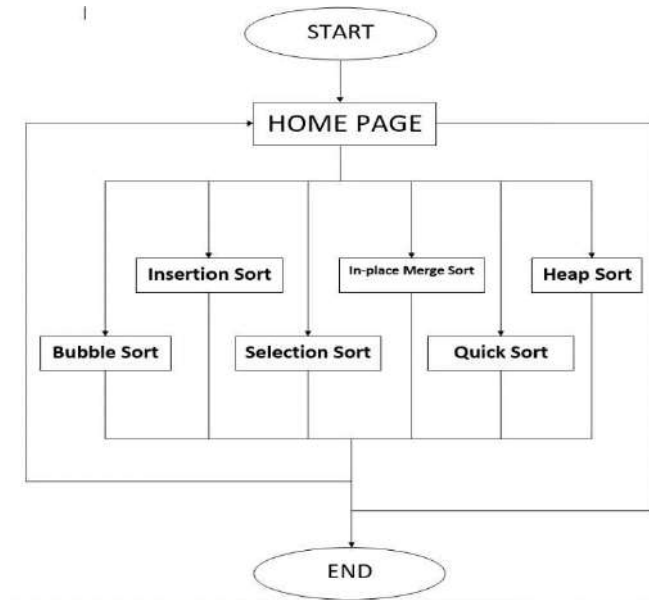 START
HOME PAGE
Insertion Sort
In-place Merge Sort
Heap Sort
Bubble Sort
Selection Sort
Quick Sort
END